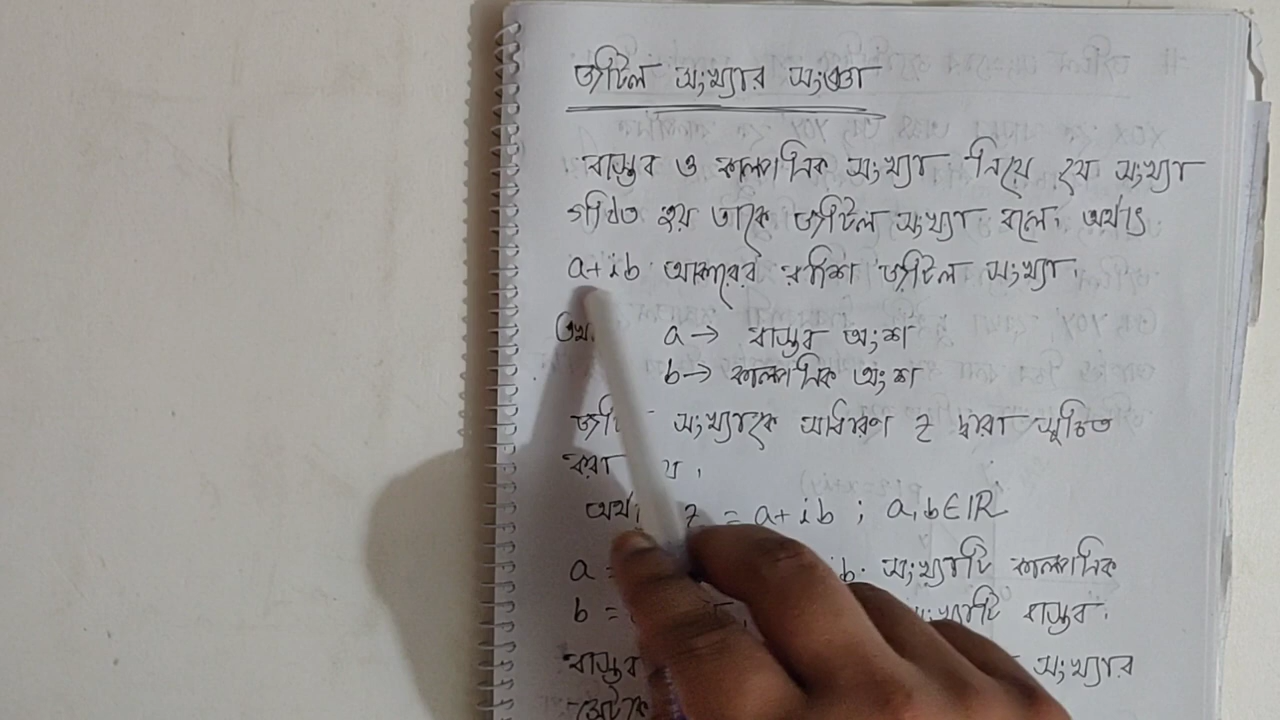 জটিল সংখ্যার সংজ্ঞা
বাস্তব ও কাল্পনিক সংখ্যা নিয়ে যে সংখ্যা
গঠিত হয় তাকে জটিল সংখ্যা বলে। অর্থাৎ
a+ib আকারের রাশি জটিল সংখ্যা।
a → বাস্তব অংশ
b → কাল্পনিক অংশ
সংখ্যাকে সাধারণ z দ্বারা সূচিত
করা
z = a+ib ; a,b∈IR
a = b. সংখ্যাটি কাল্পনিক
b = সংখ্যাটি বাস্তব।
বাস্তব সংখ্যার